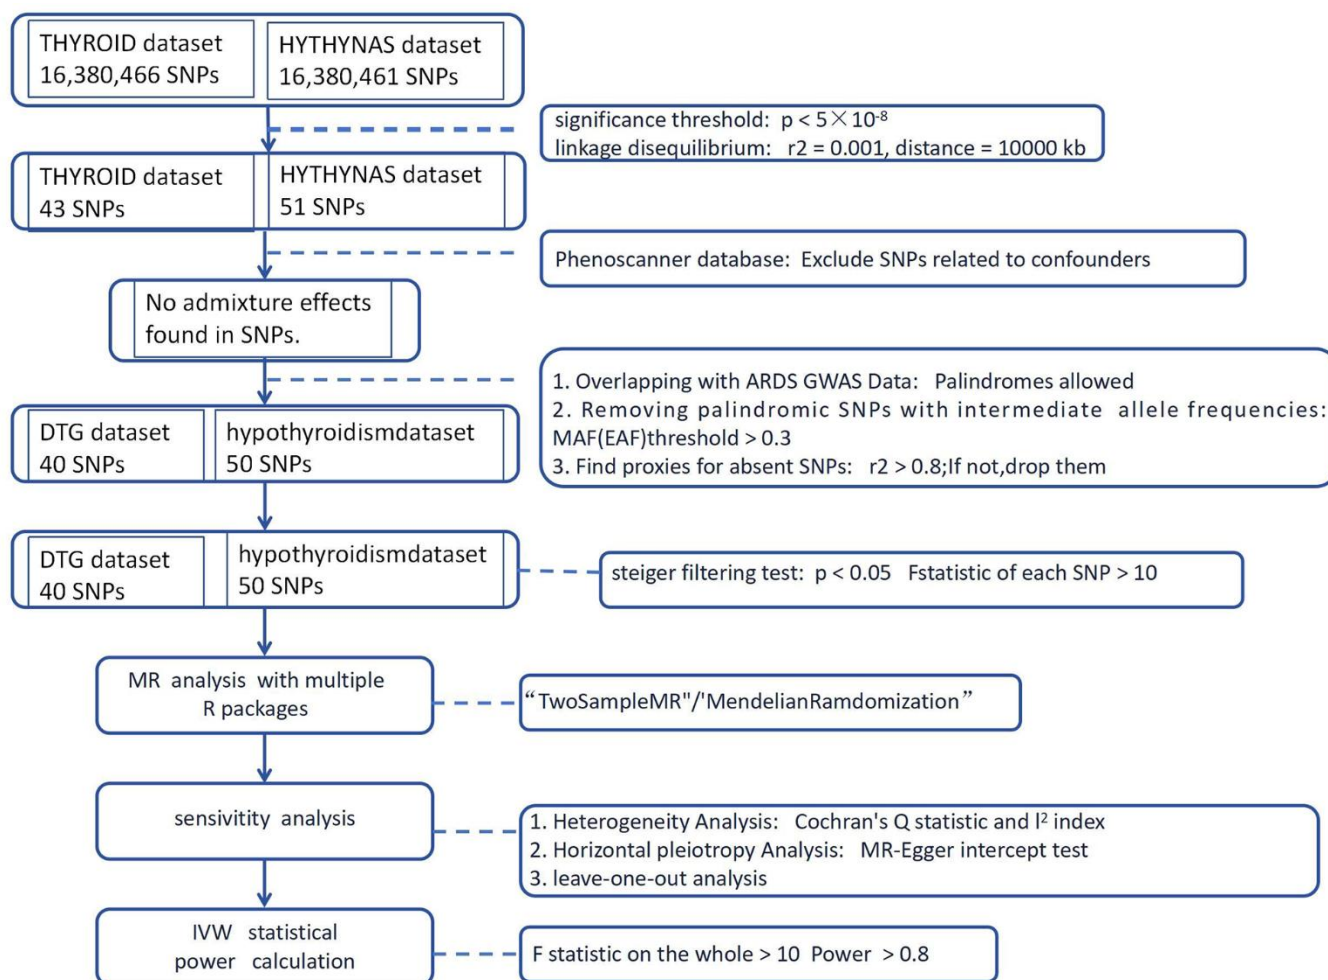 THYROID dataset
16,380,466 SNPs
HYTHYNAS dataset
16,380,461 SNPs
significance threshold: p < 5×10-8
linkage disequilibrium: r2 = 0.001, distance = 10000 kb
THYROID dataset
43 SNPs
HYTHYNAS dataset
51 SNPs
Phenoscanner database: Exclude SNPs related to confounders
No admixture effects
found in SNPs.
1. Overlapping with ARDS GWAS Data: Palindromes allowed
2. Removing palindromic SNPs with intermediate allele frequencies:
MAF(EAF)threshold > 0.3
3. Find proxies for absent SNPs: r2 > 0.8;If not,drop them
DTG dataset
40 SNPs
hypothyroidismdataset
50 SNPs
DTG dataset
40 SNPs
hypothyroidismdataset
50 SNPs
steiger filtering test: p < 0.05 Fstatistic of each SNP > 10
MR analysis with multiple
R packages
“TwoSampleMR"/'MendelianRamdomization”
sensivitity analysis
1. Heterogeneity Analysis: Cochran's Q statistic and I² index
2. Horizontal pleiotropy Analysis: MR-Egger intercept test
3. leave-one-out analysis
IVW statistical
power calculation
F statistic on the whole > 10 Power > 0.8